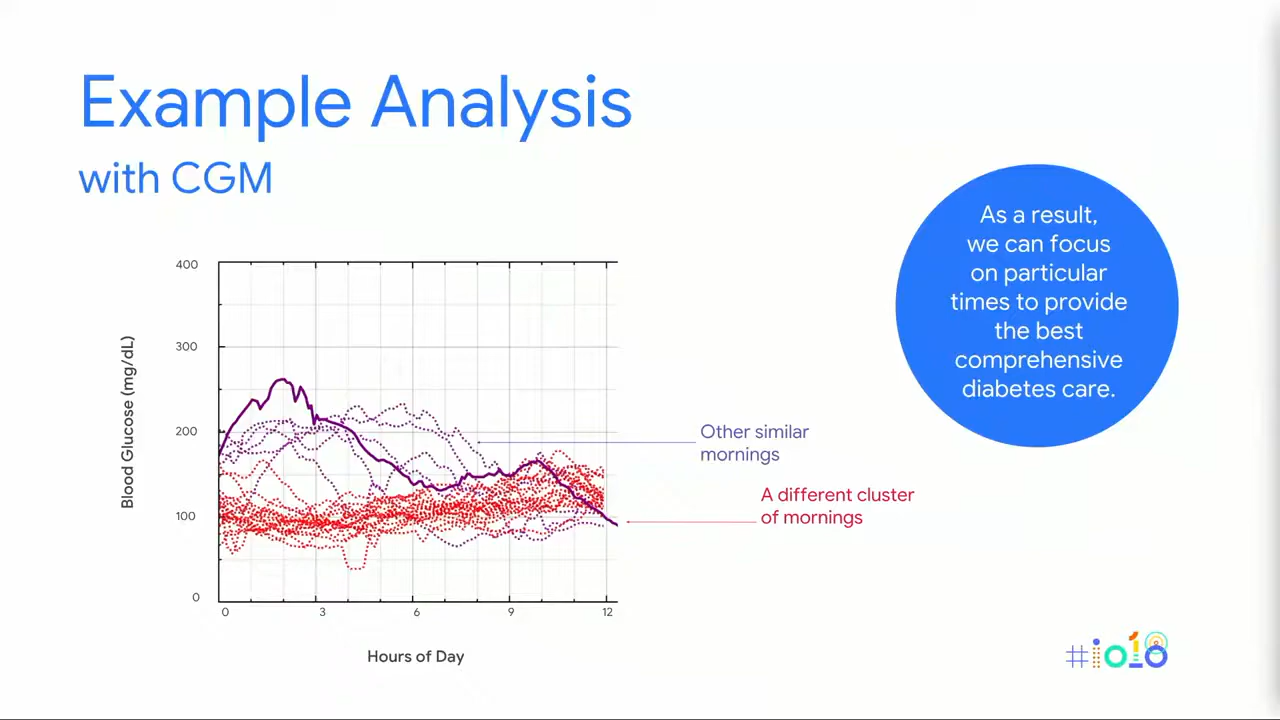 Example Analysis
with CGM
As a result,
we can focus
on particular
times to provide
the best
comprehensive
diabetes care.
400
300
200
100
0
Blood Glucose (mg/dL)
0 3 6 9 12
Hours of Day
Other similar
mornings
A different cluster
of mornings
#io18